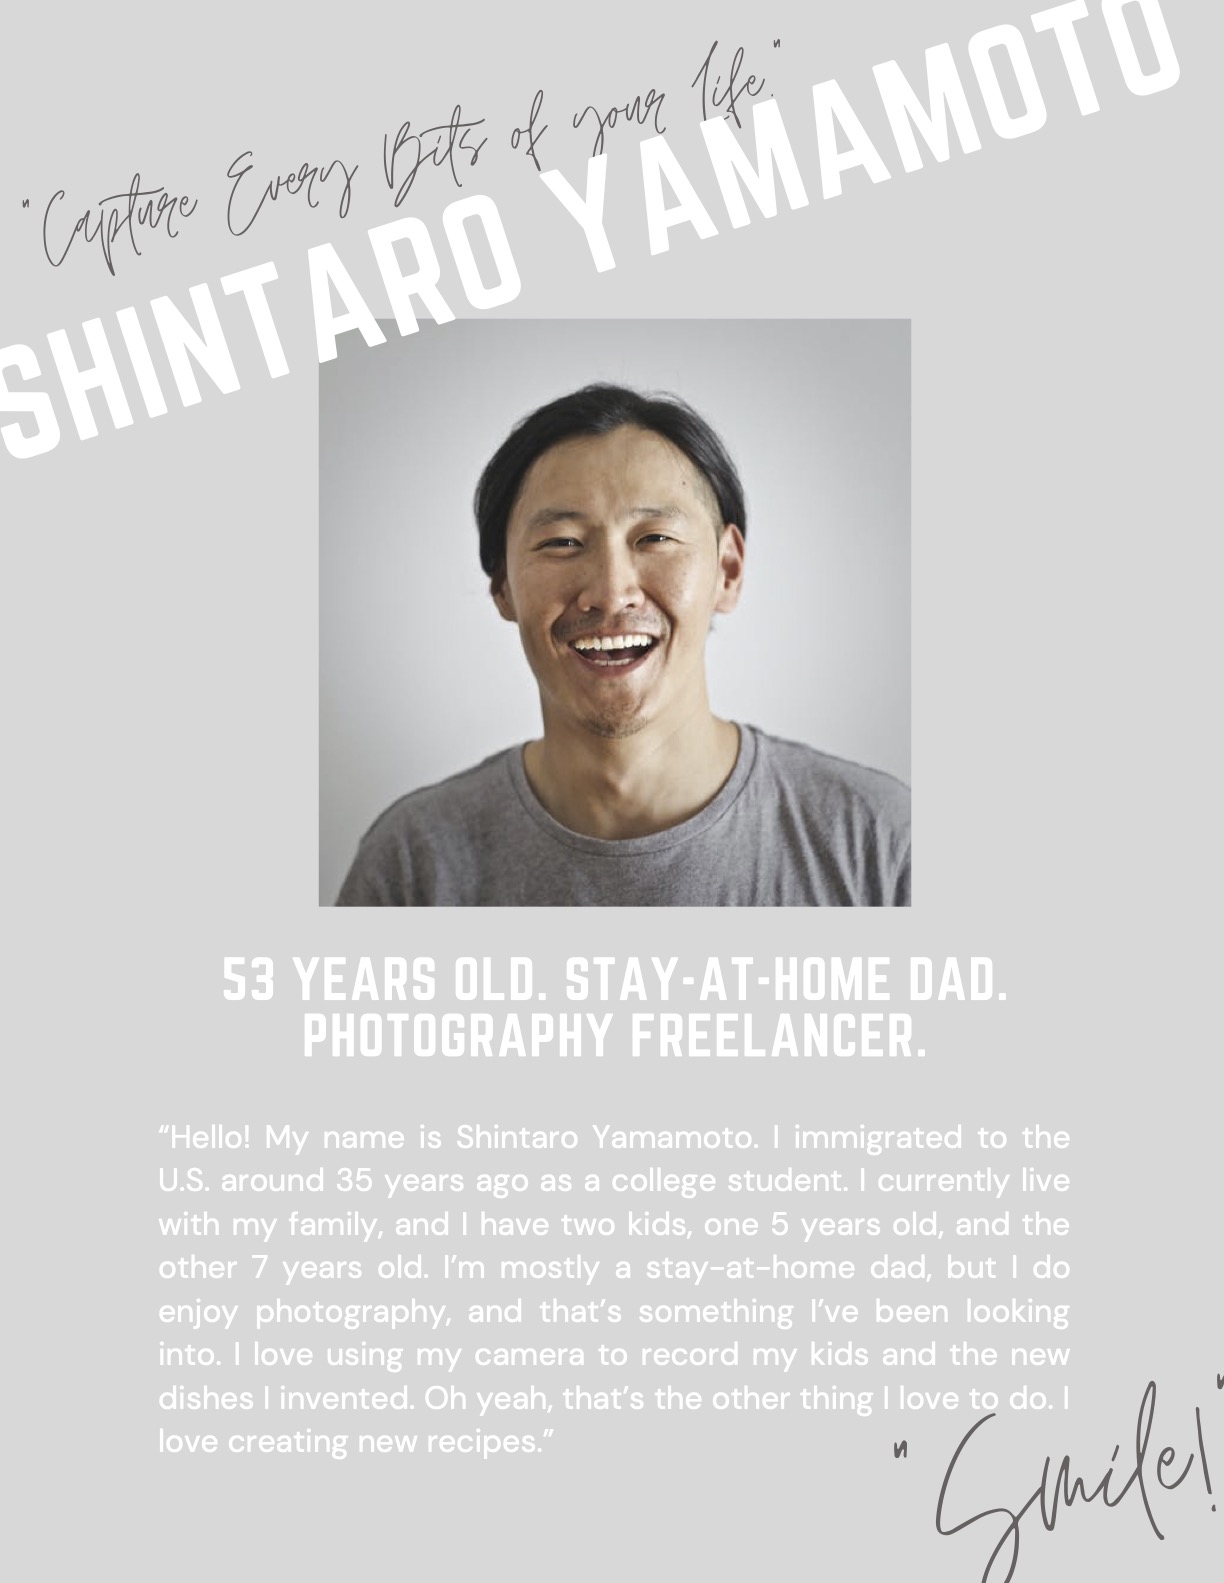 "Capture Every Bits of your life."
SHINTARO YAMAMOTO
53 YEARS OLD. STAY-AT-HOME DAD.
PHOTOGRAPHY FREELANCER.
“Hello! My name is Shintaro Yamamoto. I immigrated to the
U.S. around 35 years ago as a college student. I currently live
with my family, and I have two kids, one 5 years old, and the
other 7 years old. I’m mostly a stay-at-home dad, but I do
enjoy photography, and that’s something I’ve been looking
into. I love using my camera to record my kids and the new
dishes I invented. Oh yeah, that’s the other thing I love to do. I
love creating new recipes.”
"Smile!"